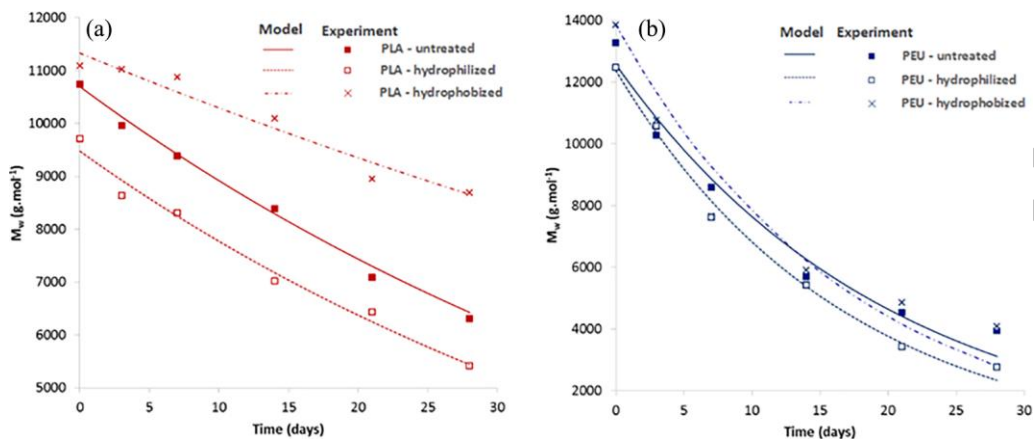 (a)
Model Experiment
PLA - untreated
PLA - hydrophilized
PLA - hydrophobized
12000
11000
10000
9000
8000
7000
6000
5000
0 5 10 15 20 25 30
Mw (g.mol-1)
Time (days)
(b)
Model Experiment
PEU - untreated
PEU - hydrophilized
PEU - hydrophobized
14000
12000
10000
8000
6000
4000
2000
0 5 10 15 20 25 30
Mw (g.mol-1)
Time (days)